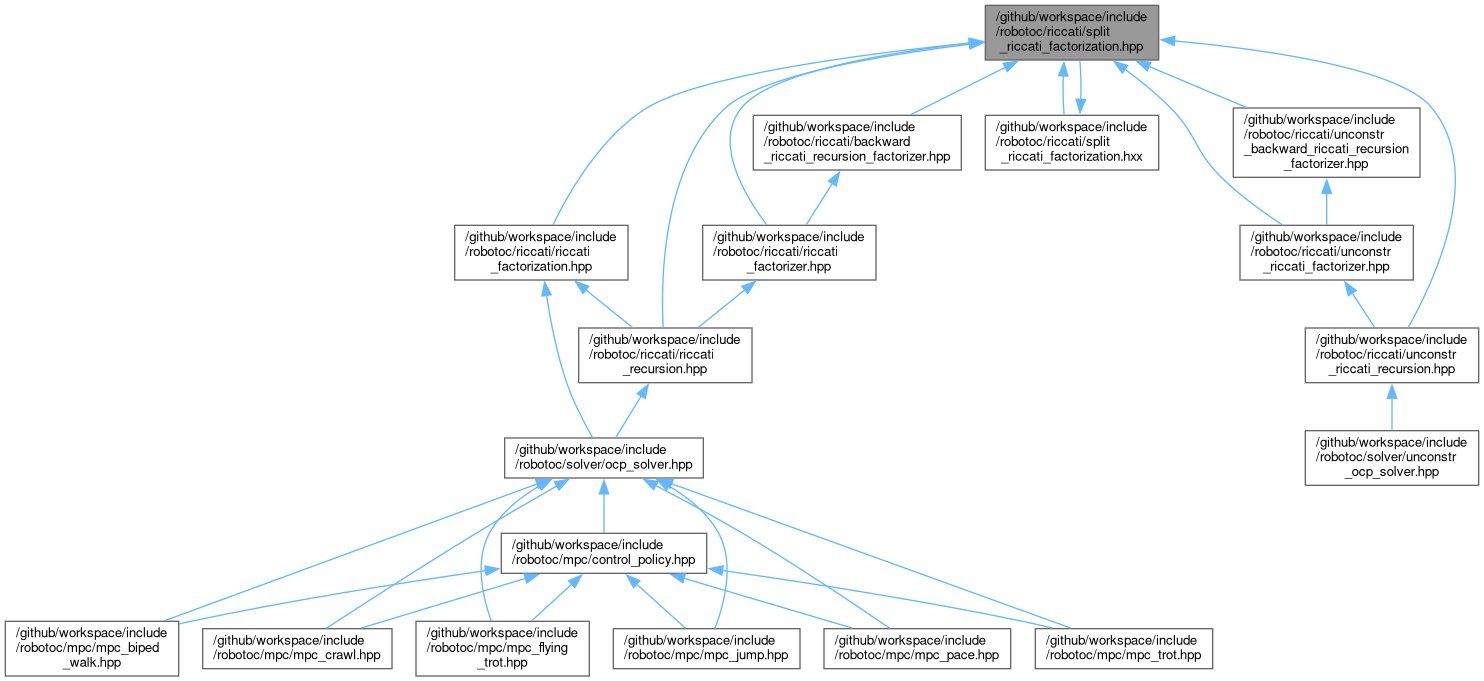 /github/workspace/include
/robotoc/riccati/split
_riccati_factorization.hpp
/github/workspace/include
/robotoc/riccati/backward
_riccati_recursion_factorizer.hpp
/github/workspace/include
/robotoc/riccati/split
_riccati_factorization.hxx
/github/workspace/include
/robotoc/riccati/unconstr
_backward_riccati_recursion
_factorizer.hpp
/github/workspace/include
/robotoc/riccati/riccati
_factorization.hpp
/github/workspace/include
/robotoc/riccati/riccati
_factorizer.hpp
/github/workspace/include
/robotoc/riccati/unconstr
_riccati_factorizer.hpp
/github/workspace/include
/robotoc/riccati/riccati
_recursion.hpp
/github/workspace/include
/robotoc/riccati/unconstr
_riccati_recursion.hpp
/github/workspace/include
/robotoc/solver/ocp_solver.hpp
/github/workspace/include
/robotoc/solver/unconstr
_ocp_solver.hpp
/github/workspace/include
/robotoc/mpc/control_policy.hpp
/github/workspace/include
/robotoc/mpc/mpc_biped
_walk.hpp
/github/workspace/include
/robotoc/mpc/mpc_crawl.hpp
/github/workspace/include
/robotoc/mpc/mpc_flying
_trot.hpp
/github/workspace/include
/robotoc/mpc/mpc_jump.hpp
/github/workspace/include
/robotoc/mpc/mpc_pace.hpp
/github/workspace/include
/robotoc/mpc/mpc_trot.hpp